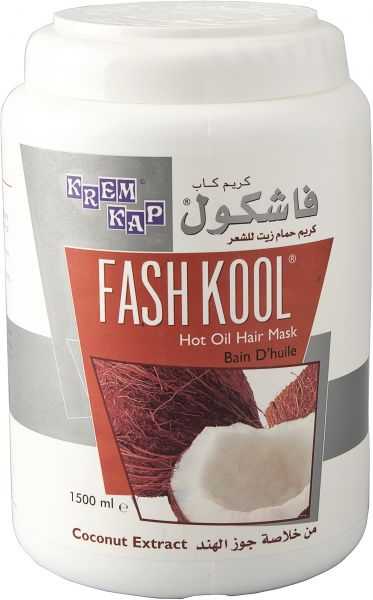 KREM
KAP
كريم كاب
فاشكول®
كريم حمام زيت للشعر
FASH KOOL®
Hot Oil Hair Mask
Bain D'huile
1500 ml ℮
Coconut Extract من خلاصة جوز الهند